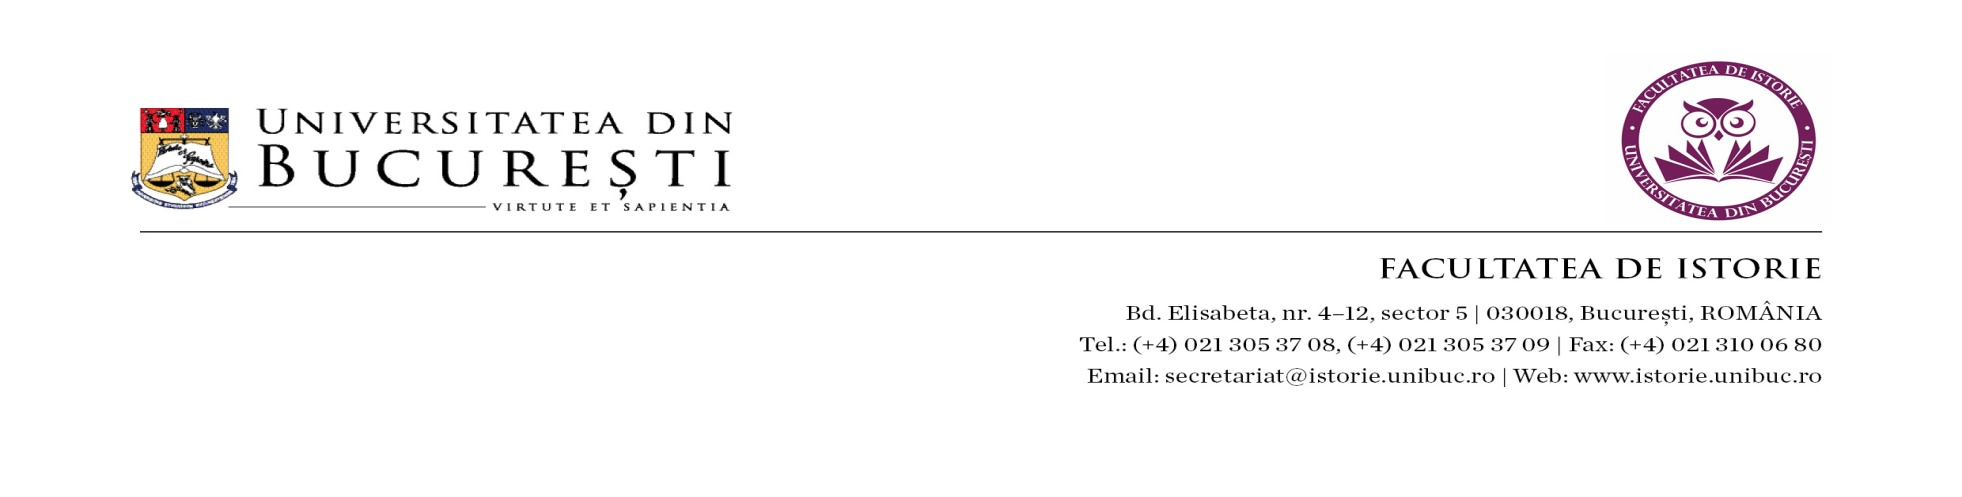 UNIVERSITATEA DIN
BUCUREȘTI
VIRTUTE ET SAPIENTIA
FACULTATEA DE ISTORIE
UNIVERSITATEA DIN BUCUREȘTI
FACULTATEA DE ISTORIE
Bd. Elisabeta, nr. 4–12, sector 5 | 030018, București, ROMÂNIA
Tel.: (+4) 021 305 37 08, (+4) 021 305 37 09 | Fax: (+4) 021 310 06 80
Email: secretariat@istorie.unibuc.ro | Web: www.istorie.unibuc.ro